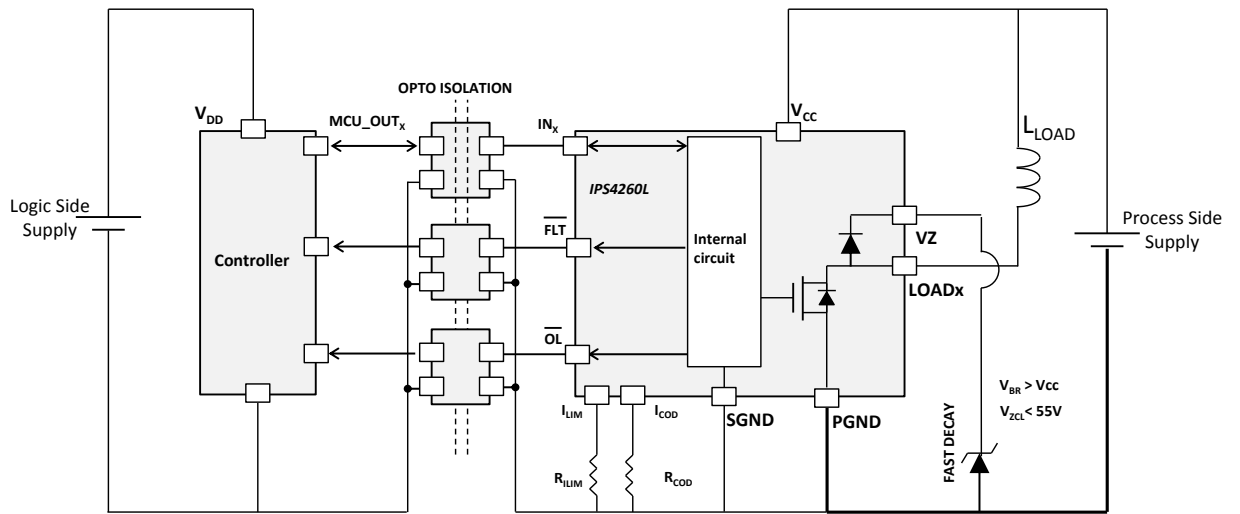 OPTO ISOLATION
V_DD
MCU_OUT_X
IN_X
V_CC
L_LOAD
IPS4260L
Logic Side
Supply
Controller
FLT
Internal
circuit
VZ
LOADx
Process Side
Supply
OL
I_LIM
I_COD
SGND
PGND
V_BR > Vcc
V_ZCL < 55V
FAST DECAY
R_ILIM
R_COD